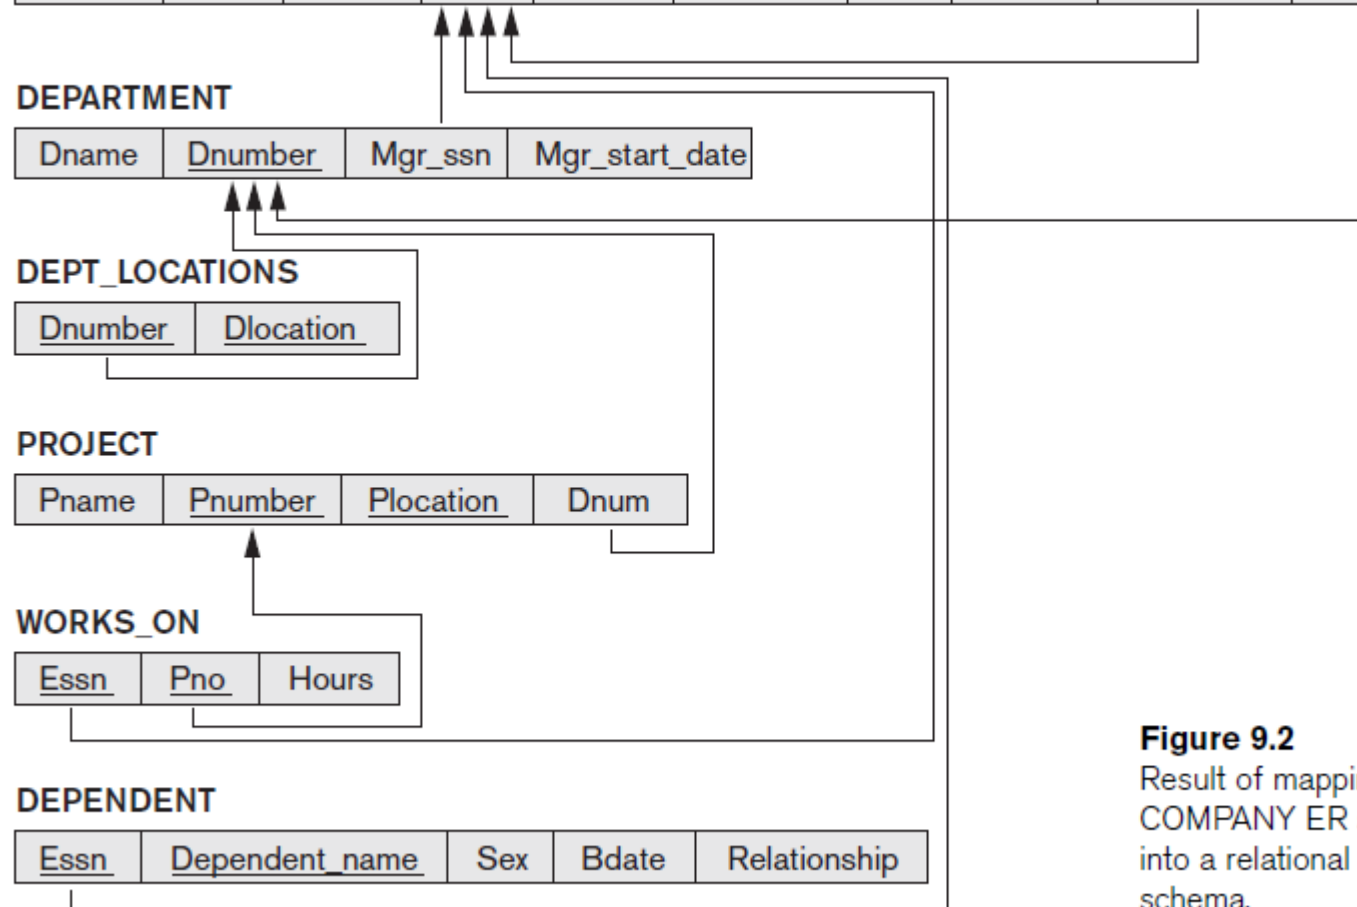 DEPARTMENT
Dname Dnumber Mgr_ssn Mgr_start_date
DEPT_LOCATIONS
Dnumber Dlocation
PROJECT
Pname Pnumber Plocation Dnum
WORKS_ON
Essn Pno Hours
DEPENDENT
Essn Dependent_name Sex Bdate Relationship
Figure 9.2
Result of mappi
COMPANY ER
into a relational
schema.